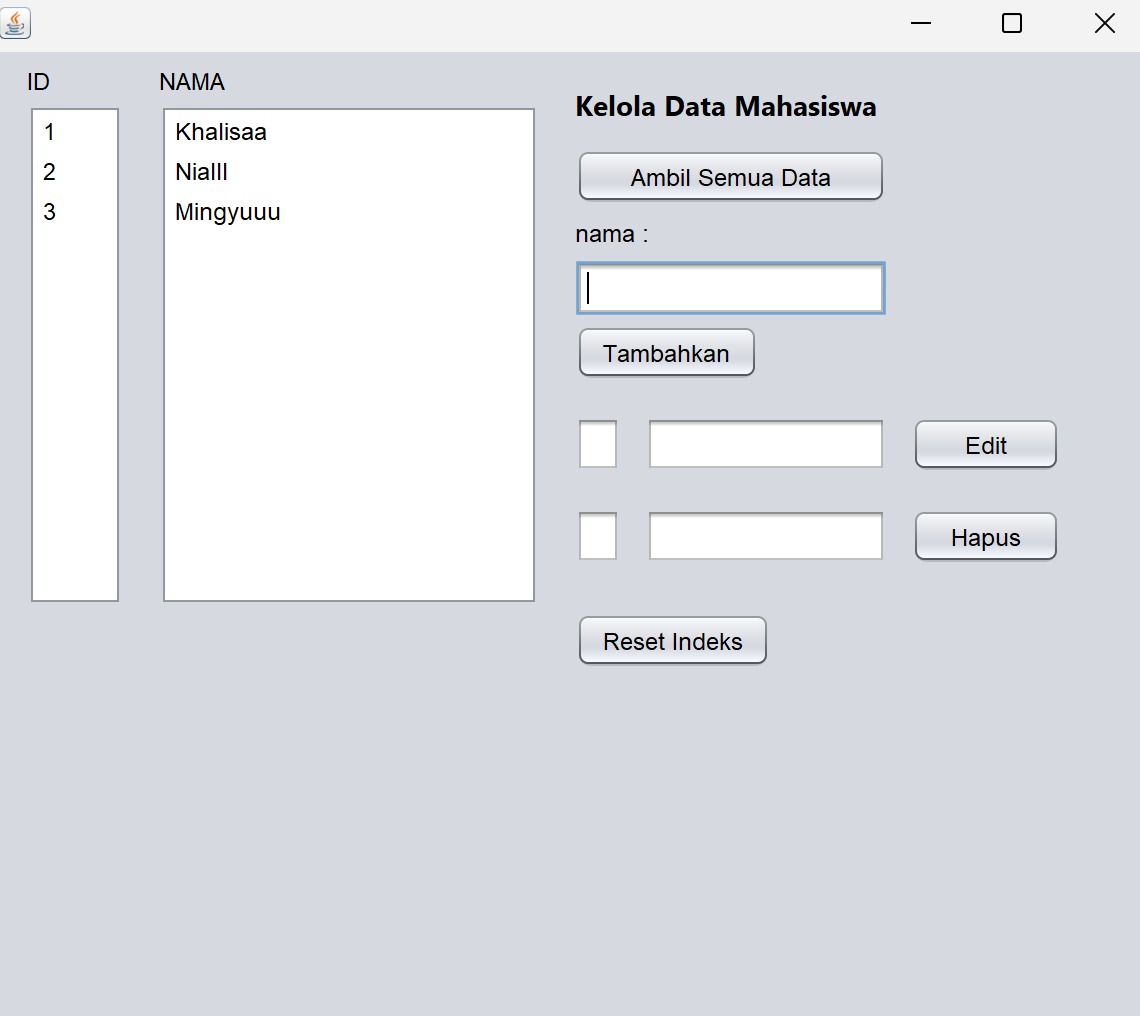 ID
NAMA
1
Khalisaa
2
Nialll
3
Mingyuuu
Kelola Data Mahasiswa
Ambil Semua Data
nama :
Tambahkan
Edit
Hapus
Reset Indeks